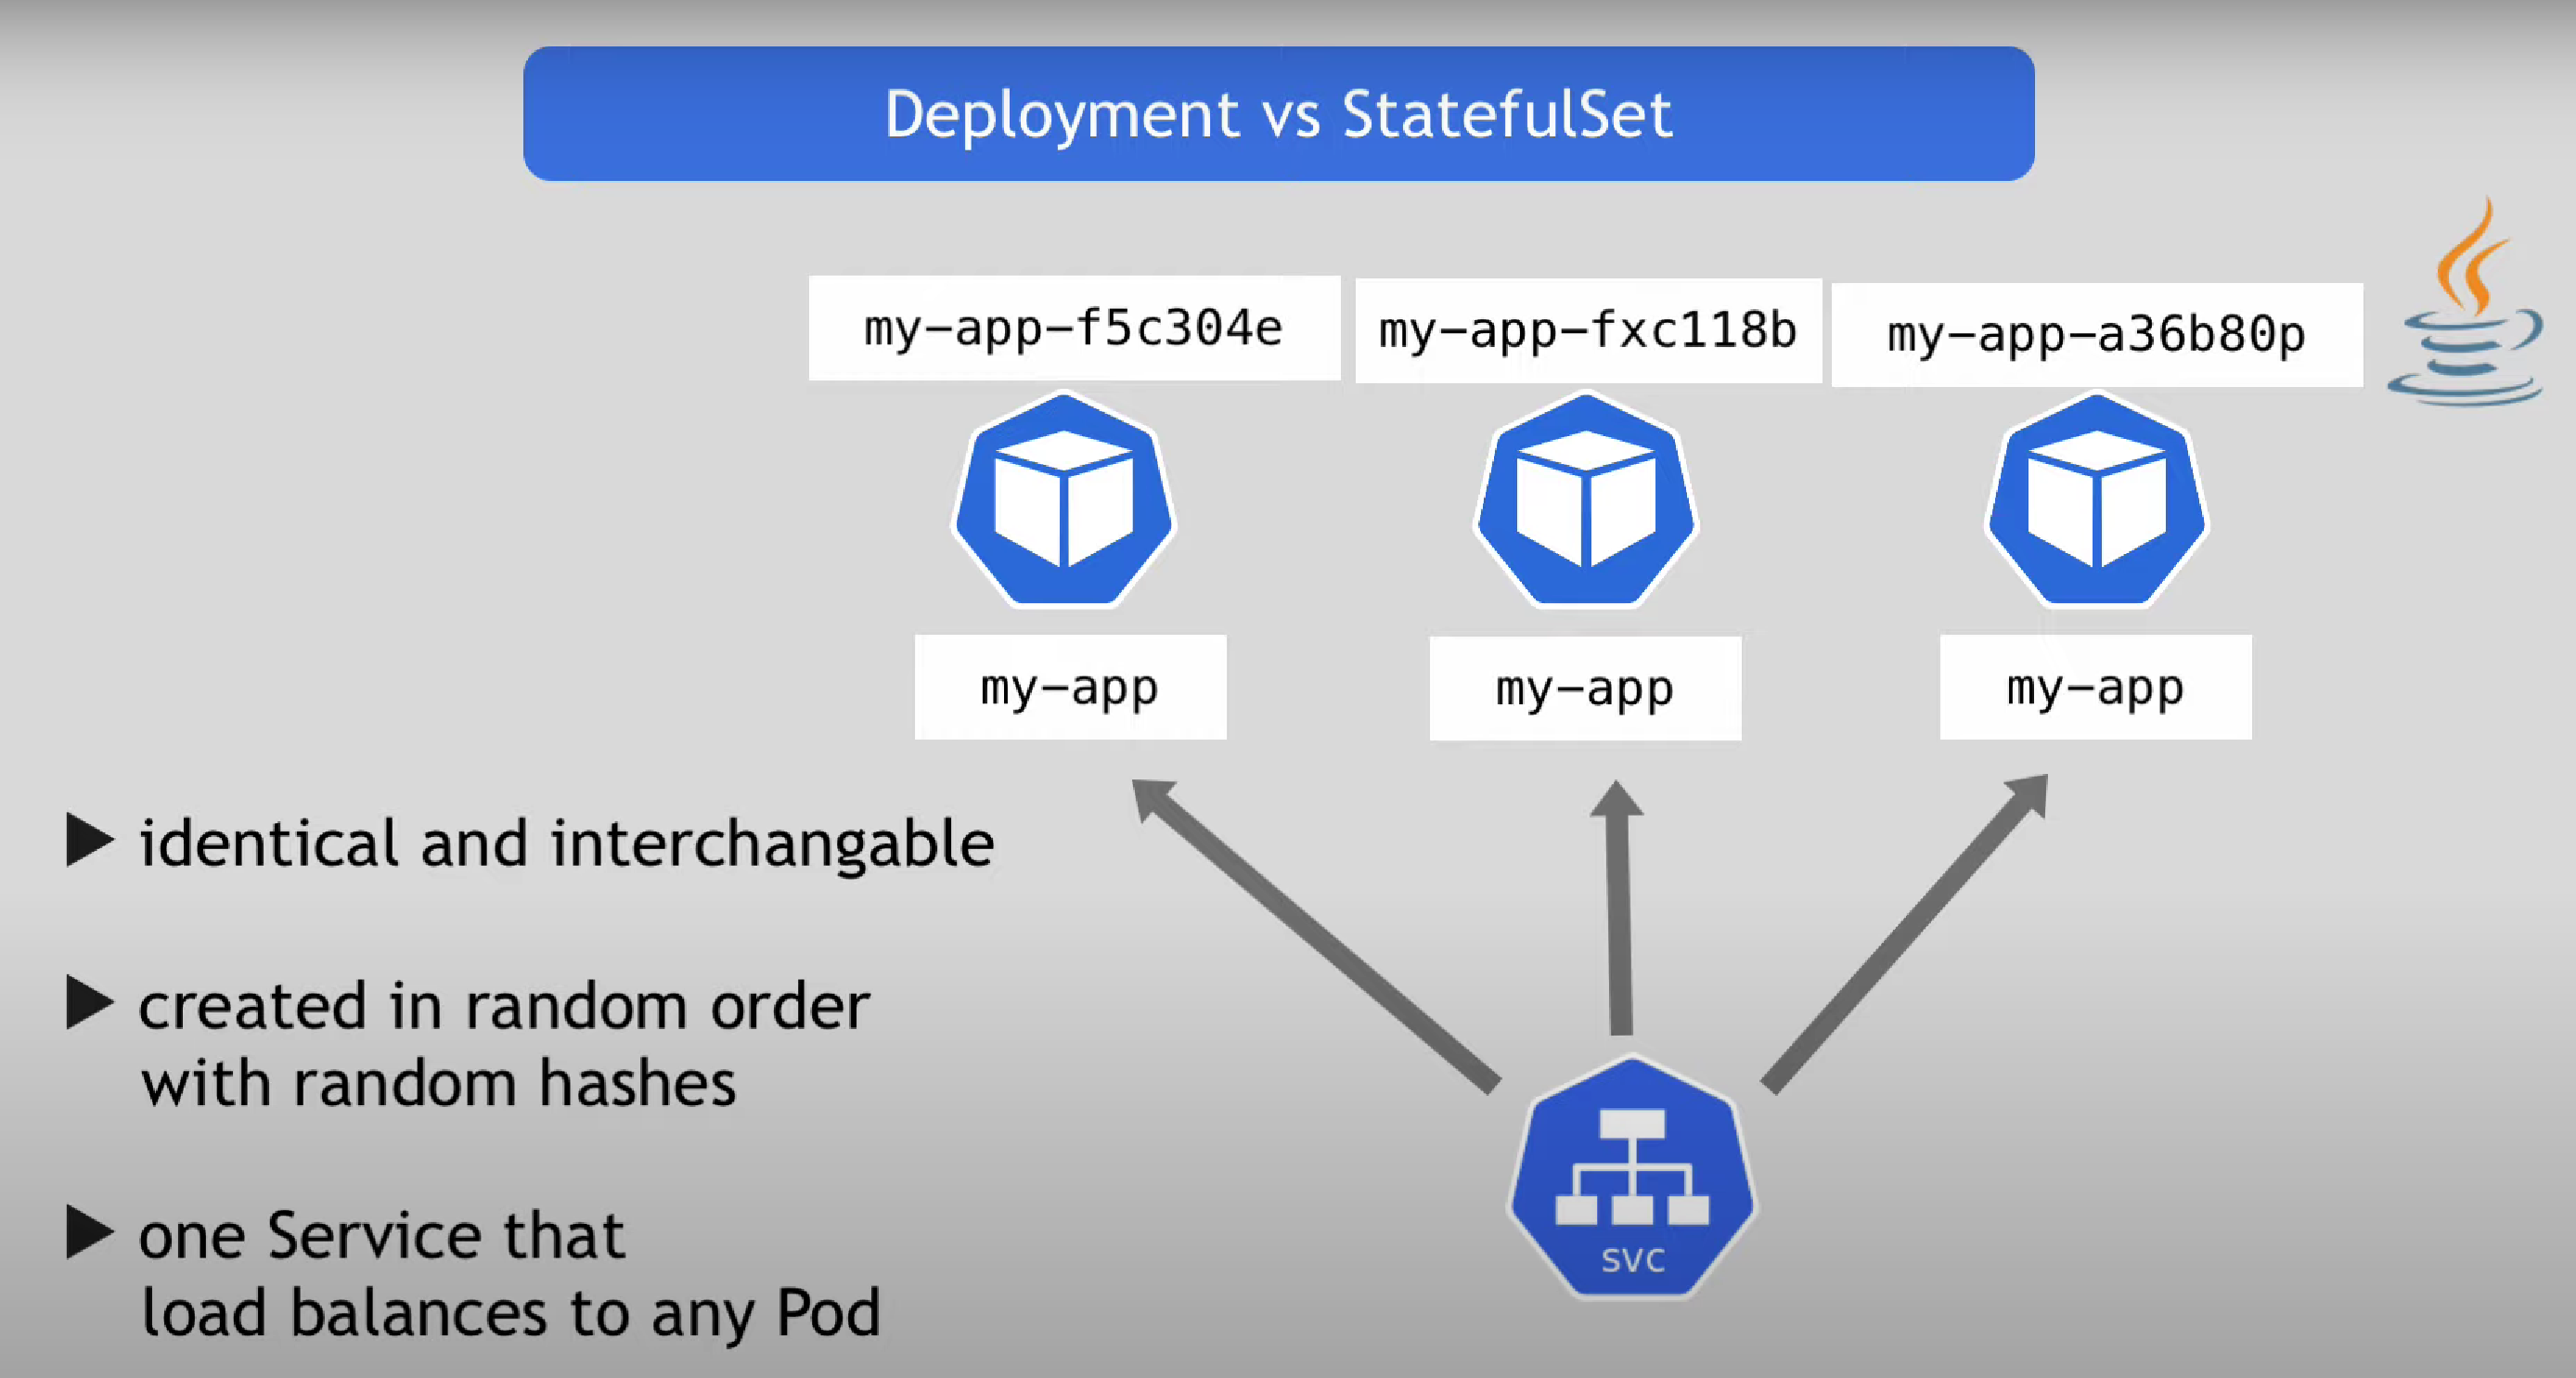 Deployment vs StatefulSet
my-app-f5c304e
my-app-fxc118b
my-app-a36b80p
my-app
my-app
my-app
▶ identical and interchangable
▶ created in random order
with random hashes
▶ one Service that
load balances to any Pod
svc